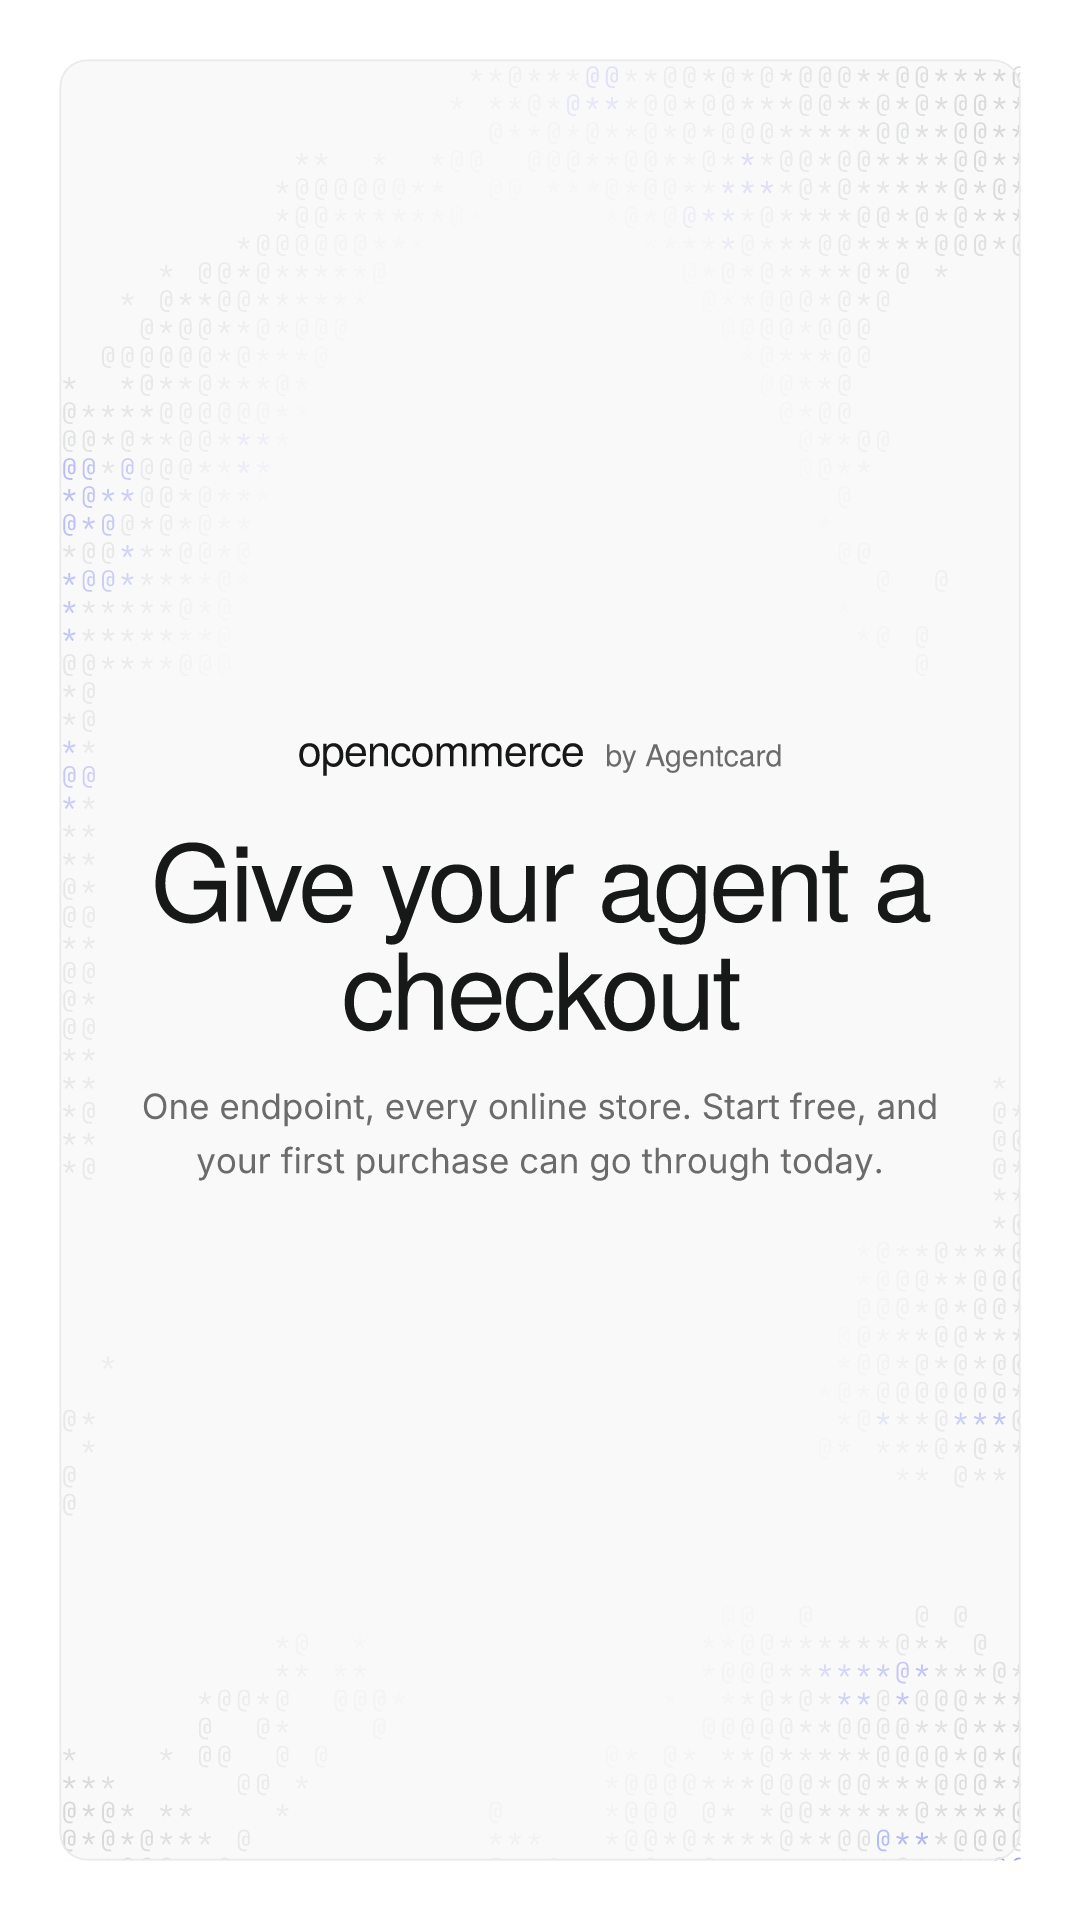 opencommerce by Agentcard
Give your agent a
checkout
One endpoint, every online store. Start free, and
your first purchase can go through today.